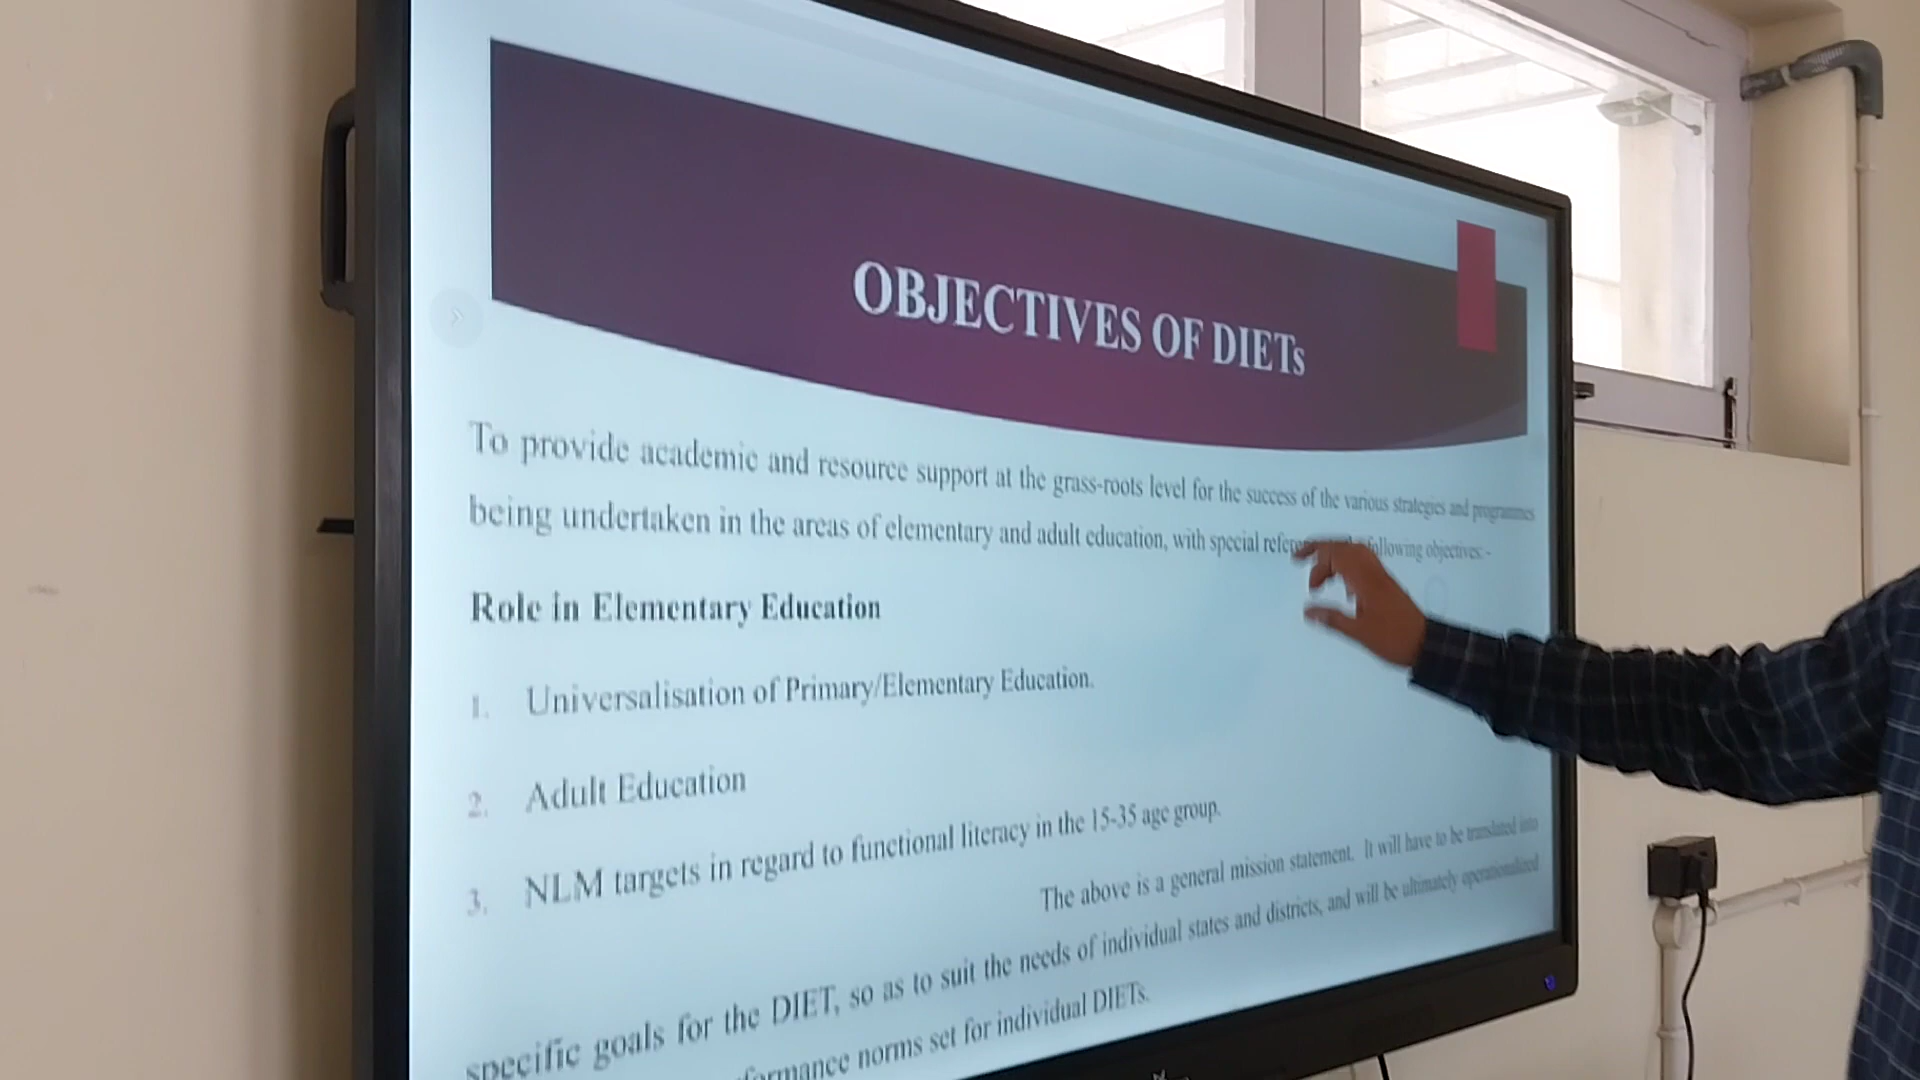 OBJECTIVES OF DIETs
To provide academic and resource support at the grass-roots level for the success of the various strategies and programmes
being undertaken in the areas of elementary and adult education, with special following objectives:-
Role in Elementary Education
1. Universalisation of Primary/Elementary Education.
2. Adult Education
3. NLM targets in regard to functional literacy in the 15-35 age group.
The above is a general mission statement. It will have to be translated into
specific goals for the DIET, so as to suit the needs of individual states and districts, and will be ultimately operationalized
norms set for individual DIETs.